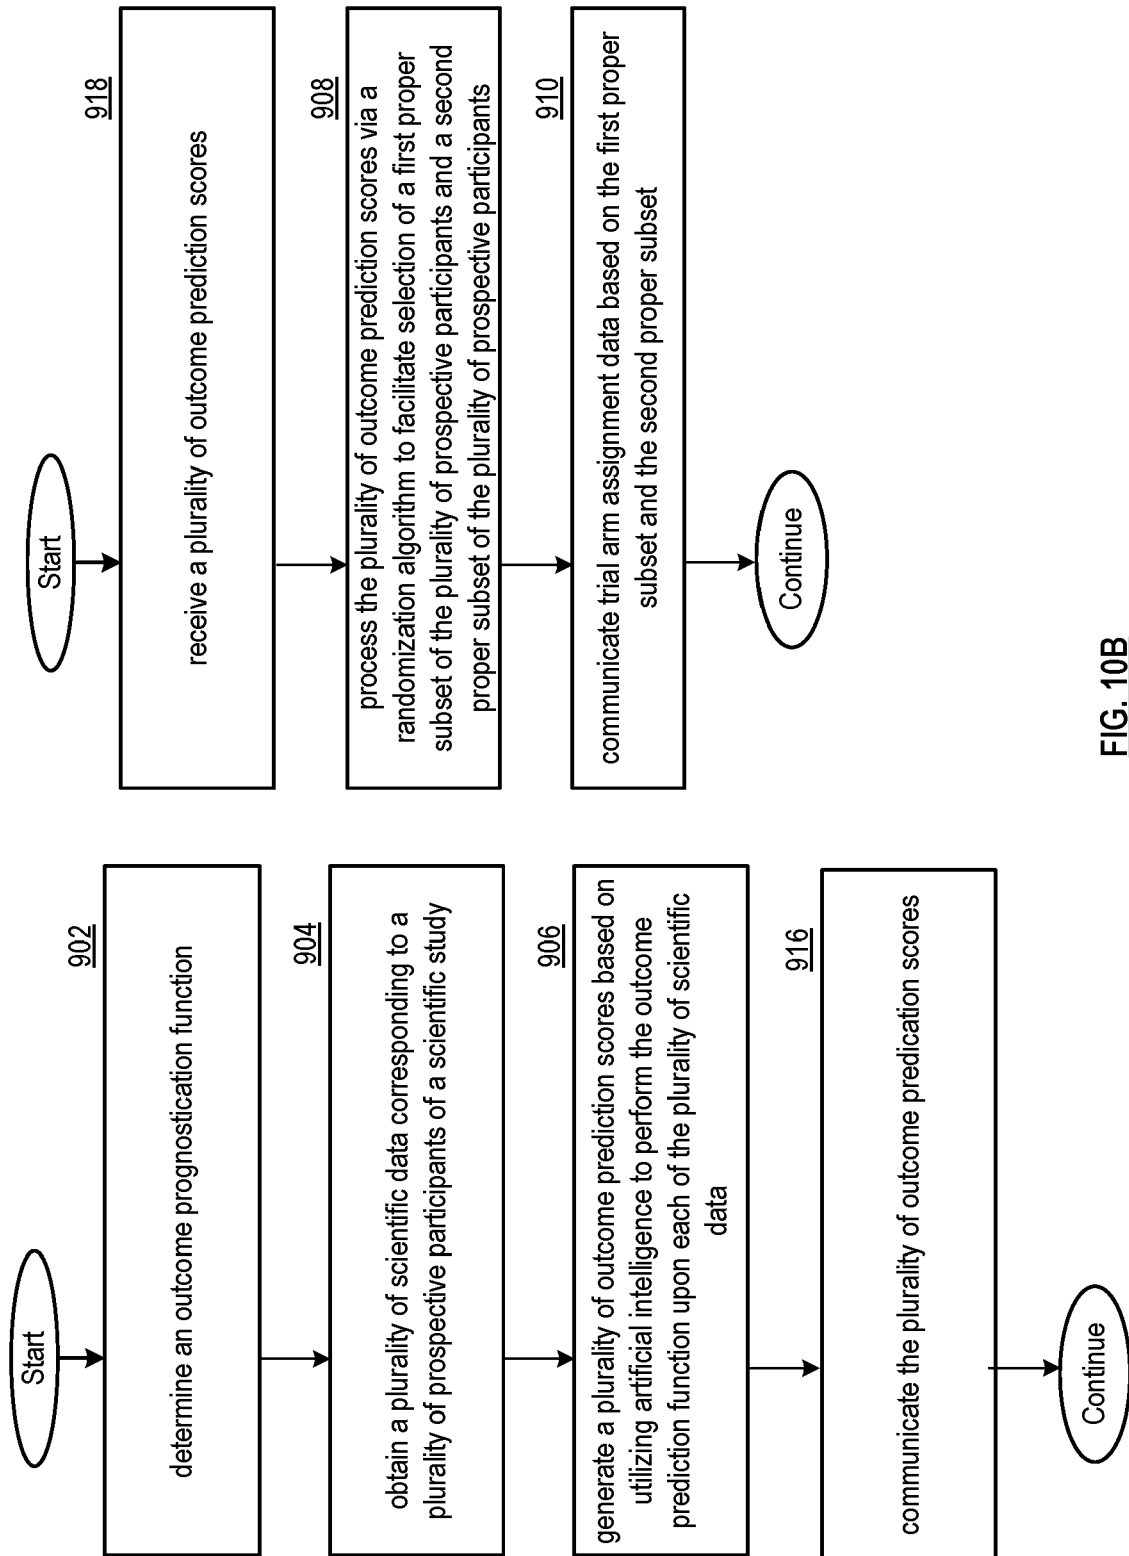 Start
902
determine an outcome prognostication function
904
obtain a plurality of scientific data corresponding to a
plurality of prospective participants of a scientific study
906
generate a plurality of outcome prediction scores based on
utilizing artificial intelligence to perform the outcome
prediction function upon each of the plurality of scientific
data
916
communicate the plurality of outcome predication scores
Continue
Start
918
receive a plurality of outcome prediction scores
908
process the plurality of outcome prediction scores via a
randomization algorithm to facilitate selection of a first proper
subset of the plurality of prospective participants and a second
proper subset of the plurality of prospective participants
910
communicate trial arm assignment data based on the first proper
subset and the second proper subset
Continue
FIG. 10B